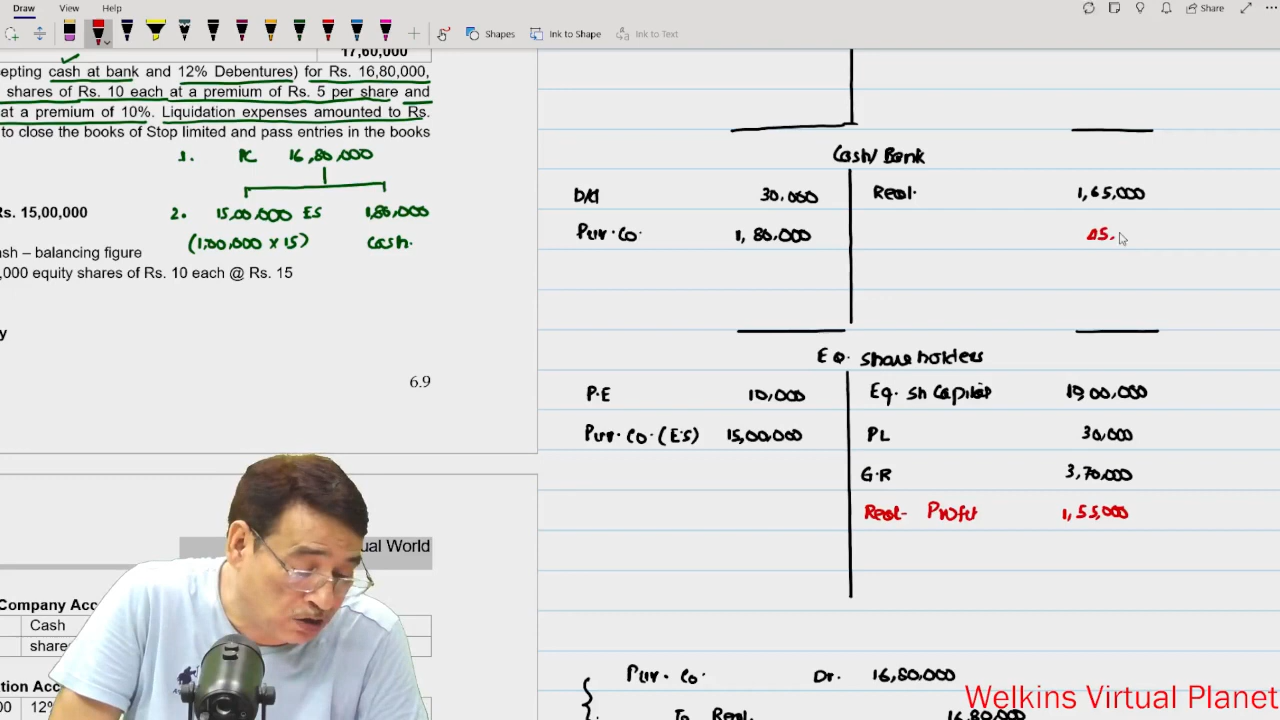 Draw View Help
Shapes Ink to Shape Ink to Text Share
17,60,000
cepting cash at bank and 12% Debentures) for Rs. 16,80,000,
shares of Rs. 10 each at a premium of Rs. 5 per share and
at a premium of 10%. Liquidation expenses amounted to Rs.
to close the books of Stop limited and pass entries in the books
1. PC 16,80,000
Rs. 15,00,000
2. 15,00,000 ES 1,80,000
(1,00,000 x 15) Cash.
ash – balancing figure
,000 equity shares of Rs. 10 each @ Rs. 15
y
6.9
ual World
Company Acc
Cash
share
tion Acc
00 12%
Cash/ Bank
30,000 Real. 1,65,000
Pur. Co. 1,80,000 45.
Eq. Shareholders
P.E 10,000 Eq. Sh Capital 10,00,000
Pur. Co. (ES) 15,00,000 PL 30,000
G.R 3,70,000
Real. Profit 1,55,000
Pur. Co. Dr. 16,80,000
To Real. 16,80,000
Welkins Virtual Planet